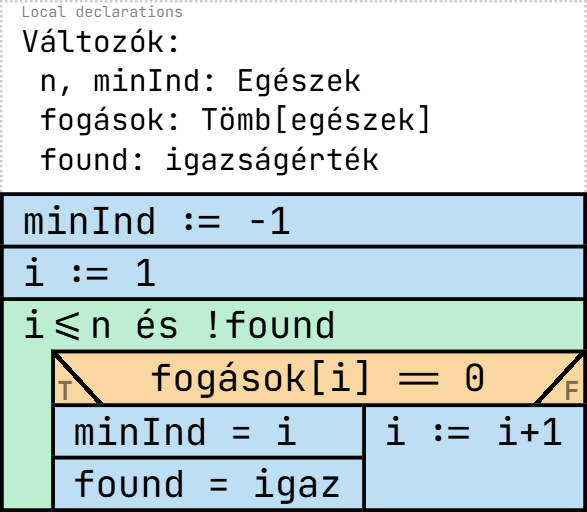 Local declarations
Változók:
n, minInd: Egészek
fogások: Tömb[egészek]
found: igazságérték
minInd := -1
i := 1
i⩽n és !found
T fogások[i] == 0 F
minInd = i
i := i+1
found = igaz